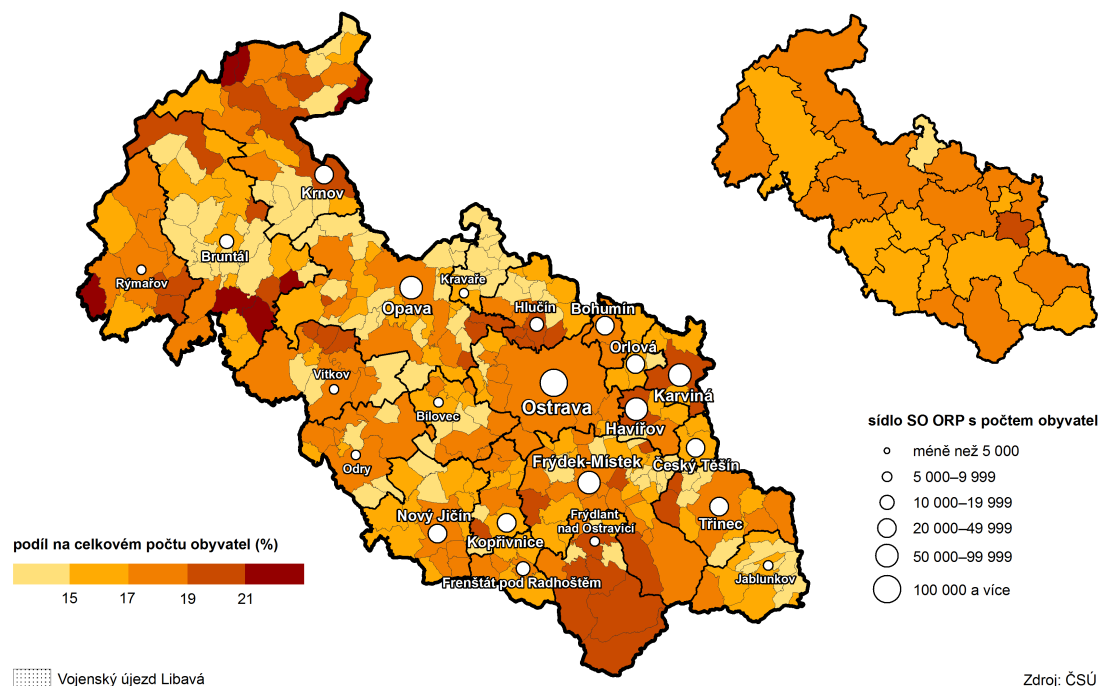 Krnov
Bruntál
Rýmařov
Opava
Kravaře
Hlučín
Bohumín
Orlová
Karviná
Vítkov
Ostrava
Bílovec
Havířov
Odry
Frýdek-Místek
Český Těšín
Nový Jičín
Kopřivnice
Frýdlant
nad Ostravicí
Třinec
Frenštát pod Radhoštěm
Jablunkov
sídlo SO ORP s počtem obyvatel
méně než 5 000
5 000–9 999
10 000–19 999
20 000–49 999
50 000–99 999
100 000 a více
podíl na celkovém počtu obyvatel (%)
15 17 19 21
Vojenský újezd Libavá
Zdroj: ČSÚ